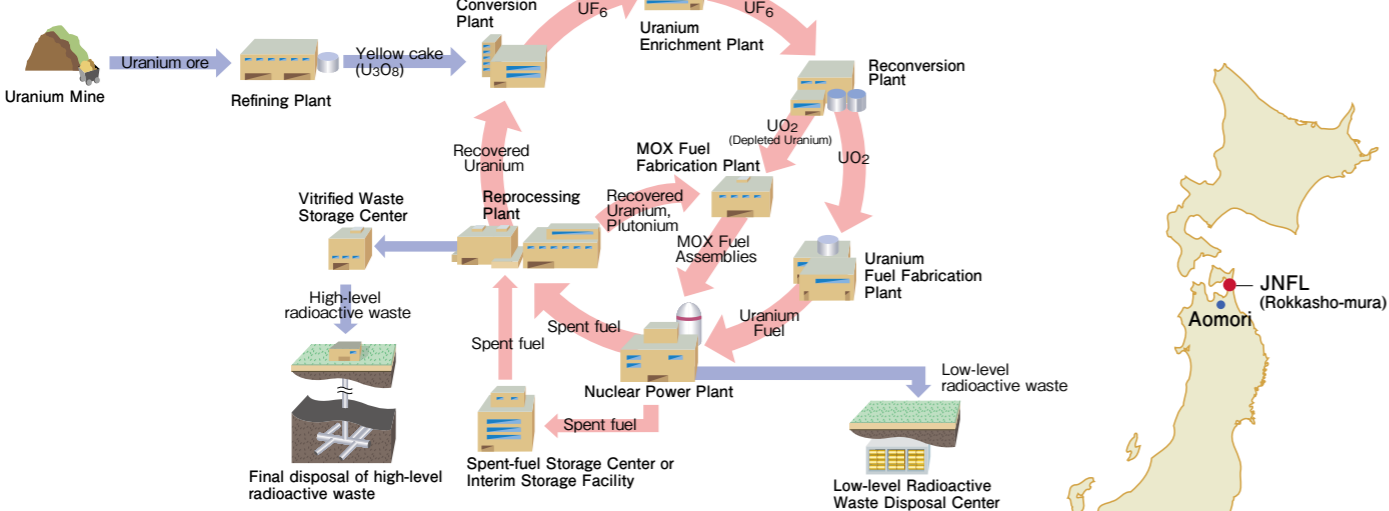 Conversion
Plant
UF6
UF6
Uranium
Enrichment Plant
Uranium ore
Yellow cake
(U3O8)
Uranium Mine
Refining Plant
Reconversion
Plant
UO2
(Depleted Uranium)
UO2
MOX Fuel
Fabrication Plant
Recovered
Uranium
Reprocessing
Plant
Recovered
Uranium,
Plutonium
Vitrified Waste
Storage Center
MOX Fuel
Assemblies
Uranium
Fuel Fabrication
Plant
High-level
radioactive waste
Spent fuel
Spent fuel
Uranium
Fuel
Nuclear Power Plant
Low-level
radioactive waste
Spent fuel
Final disposal of high-level
radioactive waste
Spent-fuel Storage Center or
Interim Storage Facility
Low-level Radioactive
Waste Disposal Center
JNFL
(Rokkasho-mura)
Aomori